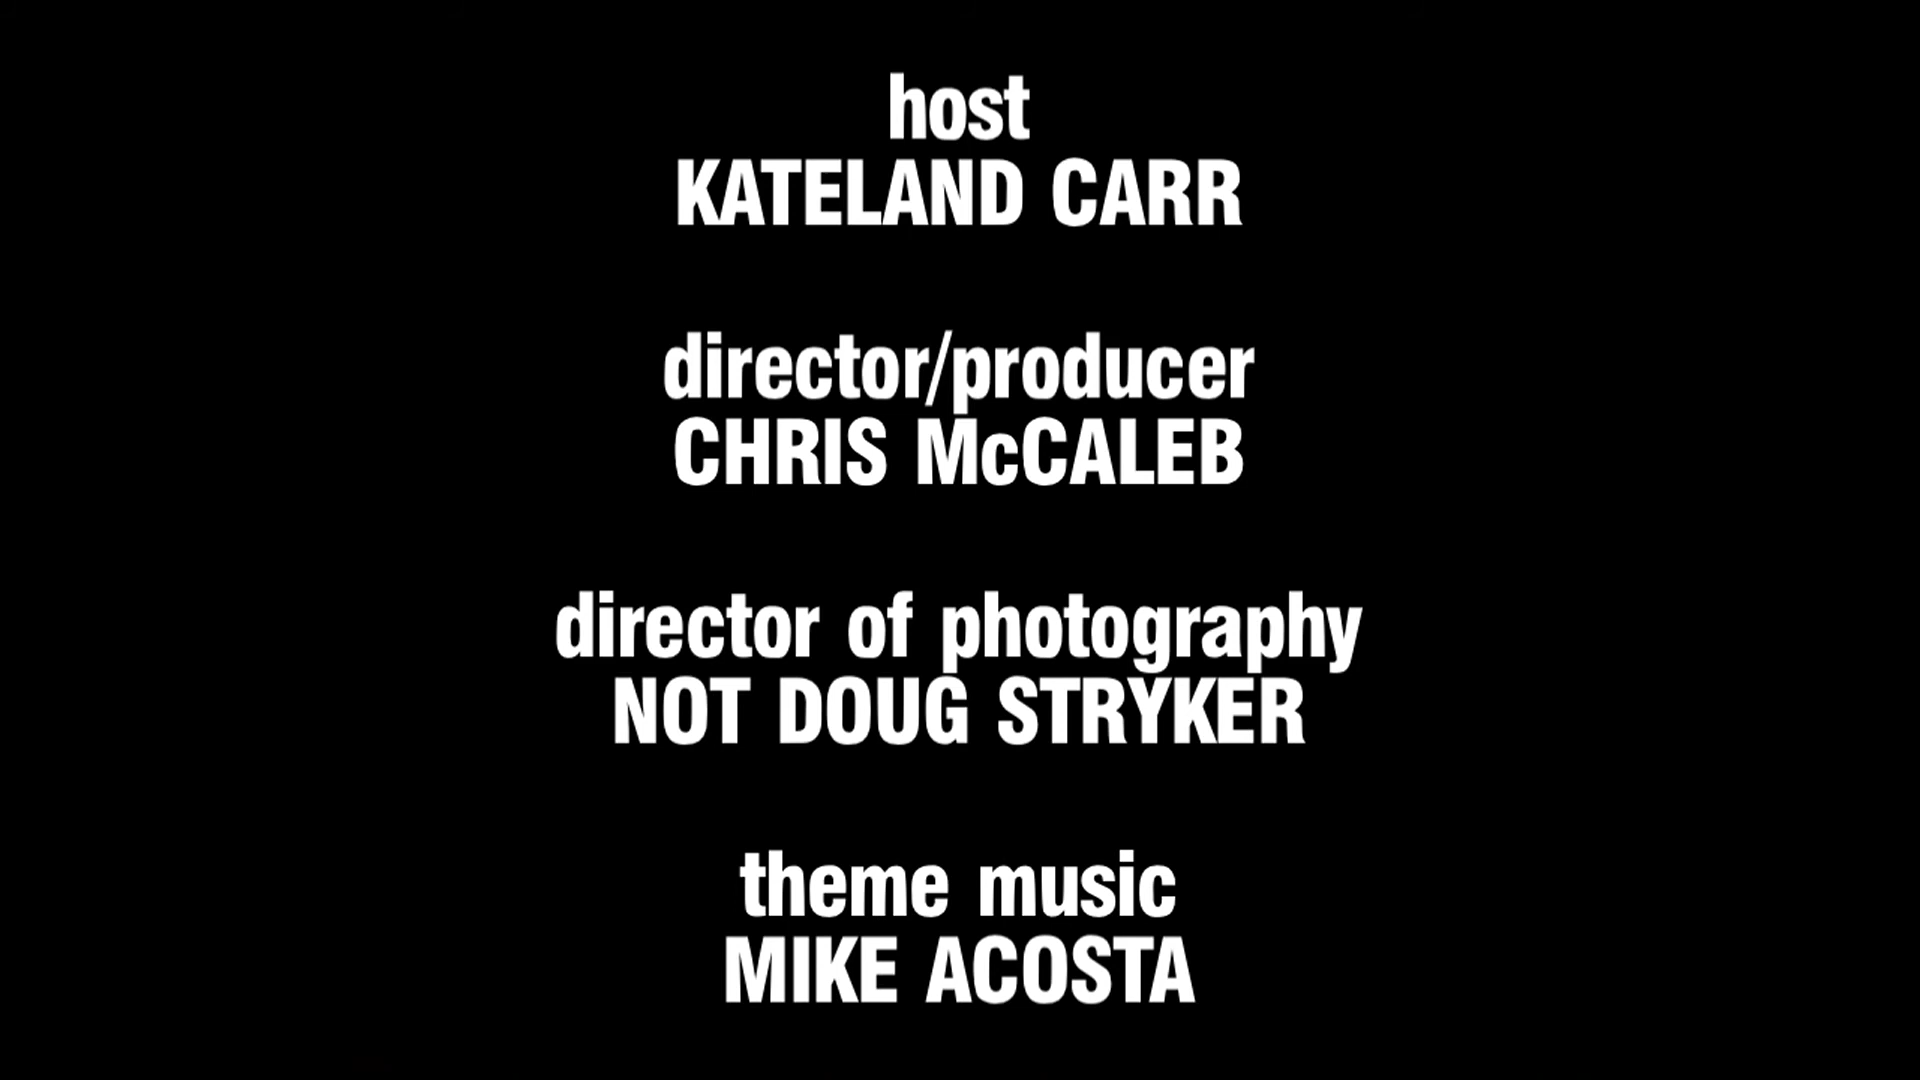 host
KATELAND CARR
director/producer
CHRIS McCALEB
director of photography
NOT DOUG STRYKER
theme music
MIKE ACOSTA